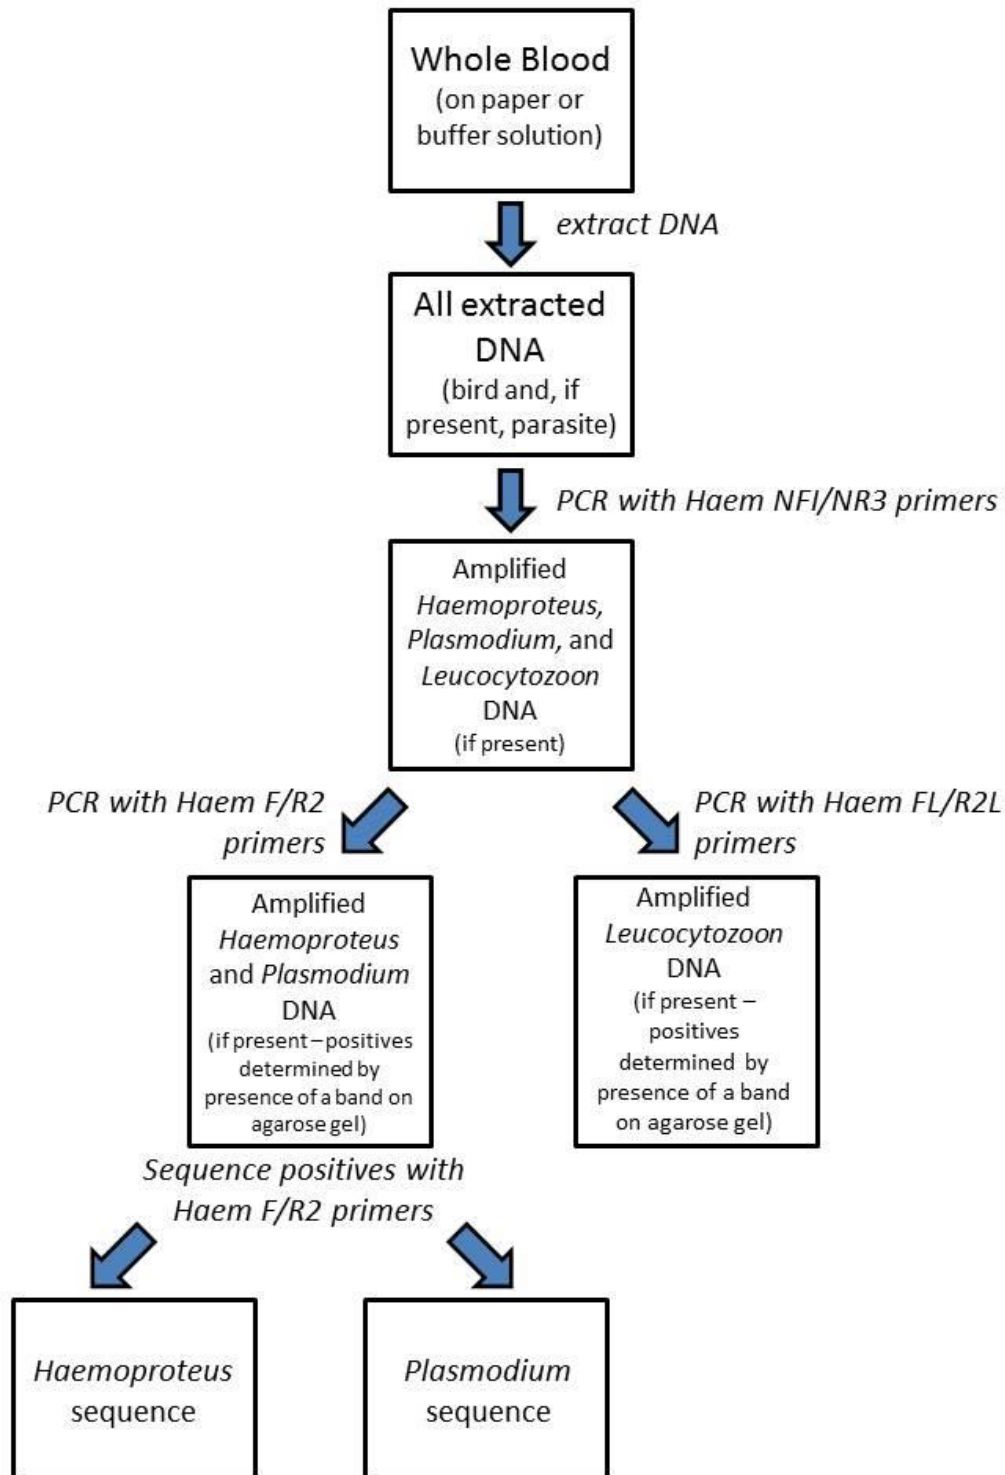 Whole Blood
(on paper or
buffer solution)
extract DNA
All extracted
DNA
(bird and, if
present, parasite)
PCR with Haem NFI/NR3 primers
Amplified
Haemoproteus,
Plasmodium, and
Leucocytozoon
DNA
(if present)
PCR with Haem F/R2
primers
PCR with Haem FL/R2L
primers
Amplified
Haemoproteus
and Plasmodium
DNA
(if present – positives
determined by
presence of a band on
agarose gel)
Amplified
Leucocytozoon
DNA
(if present –
positives
determined by
presence of a band
on agarose gel)
Sequence positives with
Haem F/R2 primers
Haemoproteus
sequence
Plasmodium
sequence